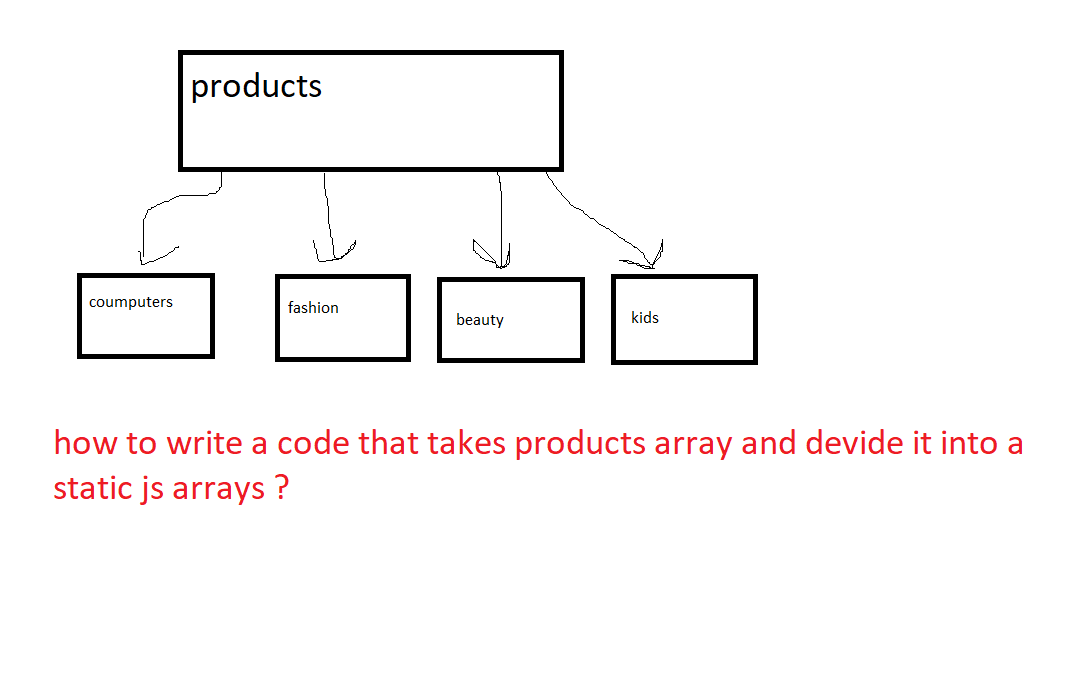 products
coumputers
fashion
beauty
kids
how to write a code that takes products array and devide it into a
static js arrays ?